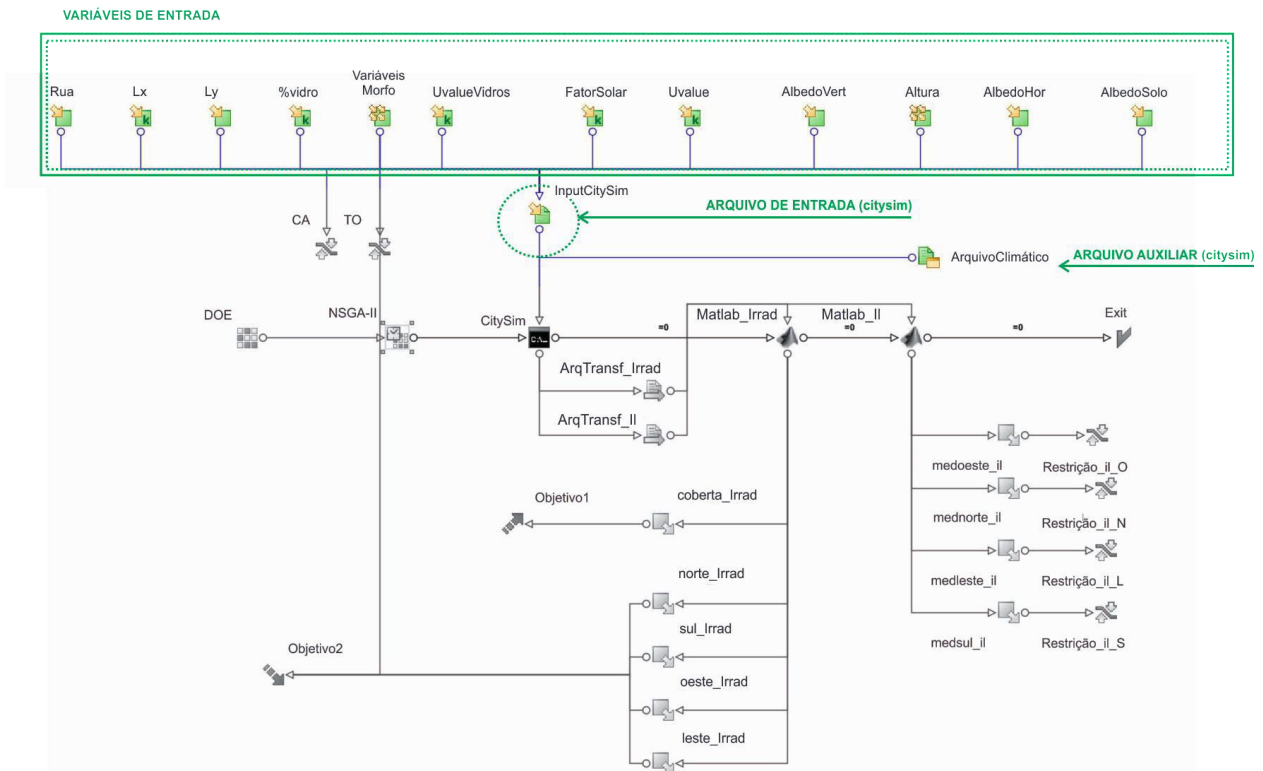 VARIÁVEIS DE ENTRADA
Variáveis
Rua Lx Ly %vidro Morfo UvalueVidros FatorSolar Uvalue AlbedoVert Altura AlbedoHor AlbedoSolo
k k k k k
InputCitySim
ARQUIVO DE ENTRADA (citysim)
CA TO
ArquivoClimático
ARQUIVO AUXILIAR (citysim)
DOE NSGA-II CitySim Matlab_Irrad Matlab_Il Exit
=0 =0 =0
C:\_
ArqTransf_Irrad
ArqTransf_Il
medoeste_il Restrição_il_O
Objetivo1 coberta_Irrad
mednorte_il Restrição_il_N
norte_Irrad
medleste_il Restrição_il_L
sul_Irrad
medsul_il Restrição_il_S
Objetivo2
oeste_Irrad
leste_Irrad